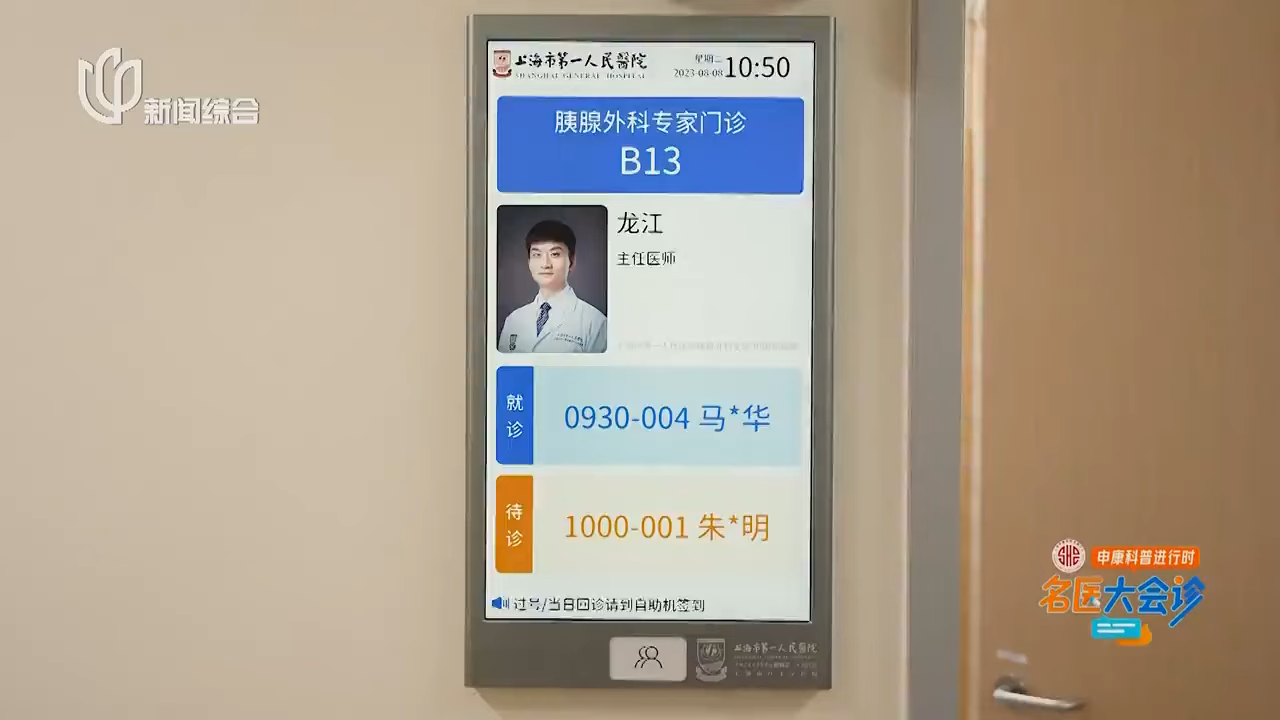 新闻综合
上海市第一人民醫院
SHANGHAI GENERAL HOSPITAL
星期二
2023-08-08
10:50
胰腺外科专家门诊
B13
龙江
主任医师
就诊
0930-004 马*华
待诊
1000-001 朱*明
过号/当日回诊请到自助机签到
上海市第一人民醫院
申康科普进行时
名医大会诊